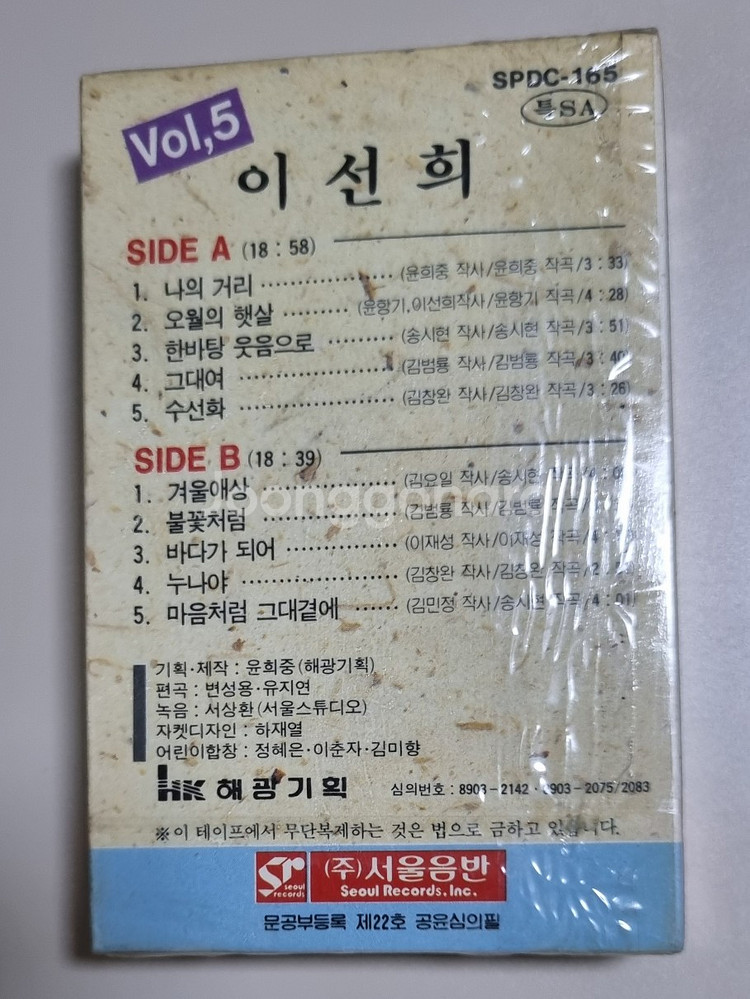 SPDC-165
특SA
Vol,5
이선희
SIDE A (18 : 58)
1. 나의 거리 (윤희중 작사/윤희중 작곡/3 : 33)
2. 오월의 햇살 (윤항기,이선희작사/윤항기 작곡/4 : 28)
3. 한바탕 웃음으로 (송시현 작사/송시현 작곡/3 : 51)
4. 그대여 (김범룡 작사/김범룡 작곡/3 : 40)
5. 수선화 (김창완 작사/김창완 작곡/3 : 26)
SIDE B (18 : 39)
1. 겨울애상 (김요일 작사/송시현 작곡/4 :
2. 불꽃처럼 (김범룡 작사/김범룡 작곡/
3. 바다가 되어 (이재성 작사/이재성 작곡/4 :
4. 누나야 (김창완 작사/김창완 작곡/2 :
5. 마음처럼 그대곁에 (김민정 작사/송시현 작곡/4 : 01)
기획·제작 : 윤희중(해광기획)
편곡 : 변성용·유지연
녹음 : 서상환(서울스튜디오)
자켓디자인 : 하재열
어린이합창 : 정혜은·이춘자·김미향
HK 해광기획
심의번호 : 8903-2142 · 8903-2075/2083
※이 테이프에서 무단복제하는 것은 법으로 금하고 있습니다.
sr seoul records
(주)서울음반
Seoul Records, Inc.
문공부등록 제22호 공윤심의필